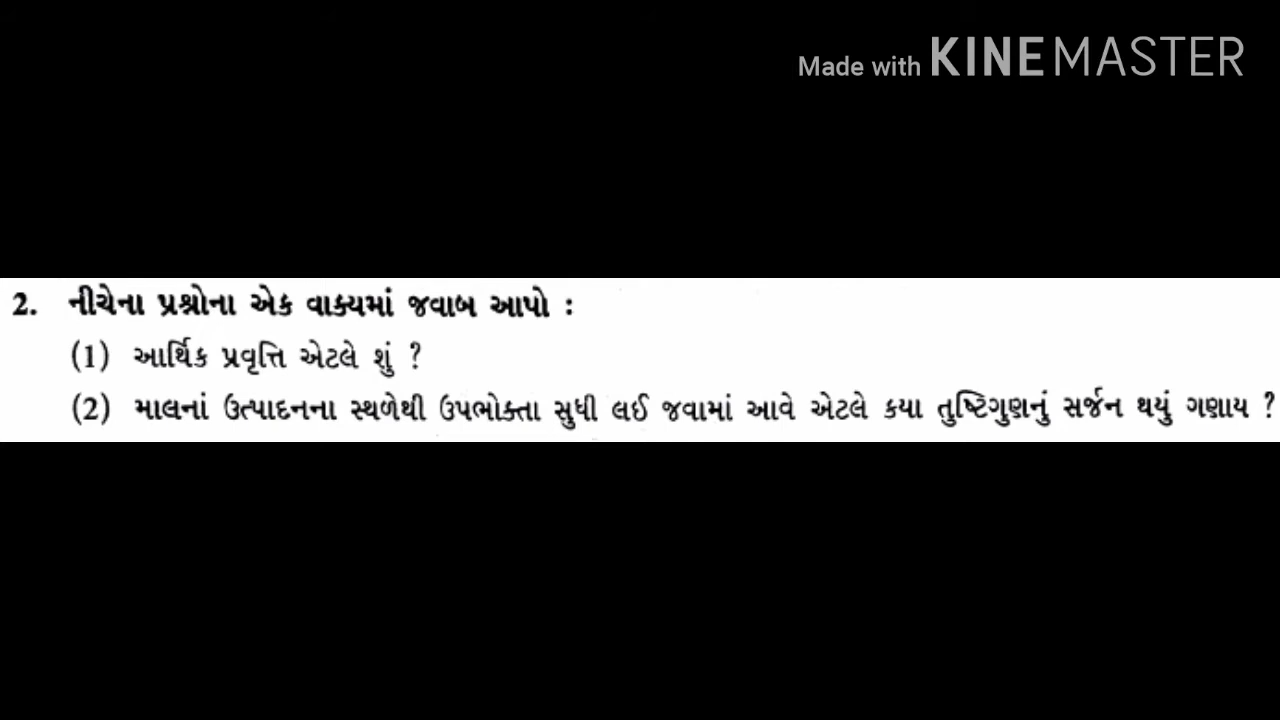 Made with KINEMASTER
2. નીચેના પ્રશ્નોના એક વાક્યમાં જવાબ આપો :
(1) આર્થિક પ્રવૃત્તિ એટલે શું ?
(2) માલનાં ઉત્પાદનના સ્થળેથી ઉપભોક્તા સુધી લઈ જવામાં આવે એટલે કયા તુષ્ટિગુણનું સર્જન થયું ગણાય ?